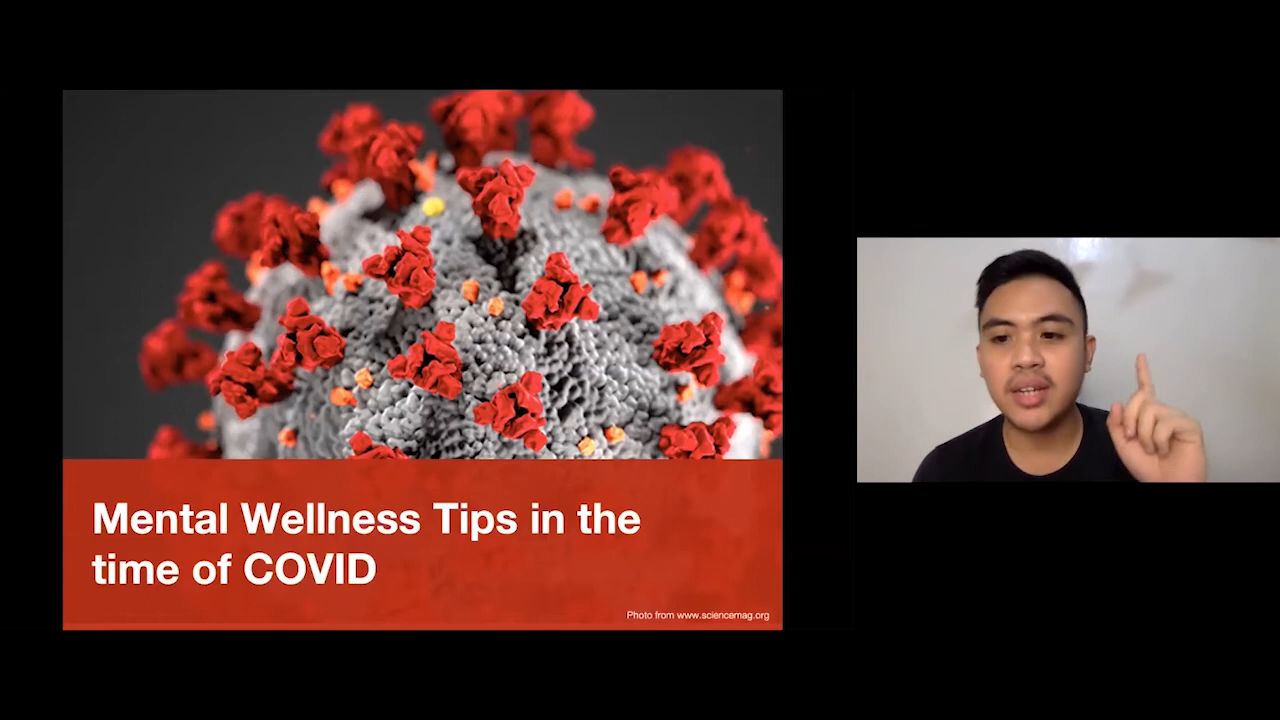 Mental Wellness Tips in the
time of COVID
Photo from www.sciencemag.org